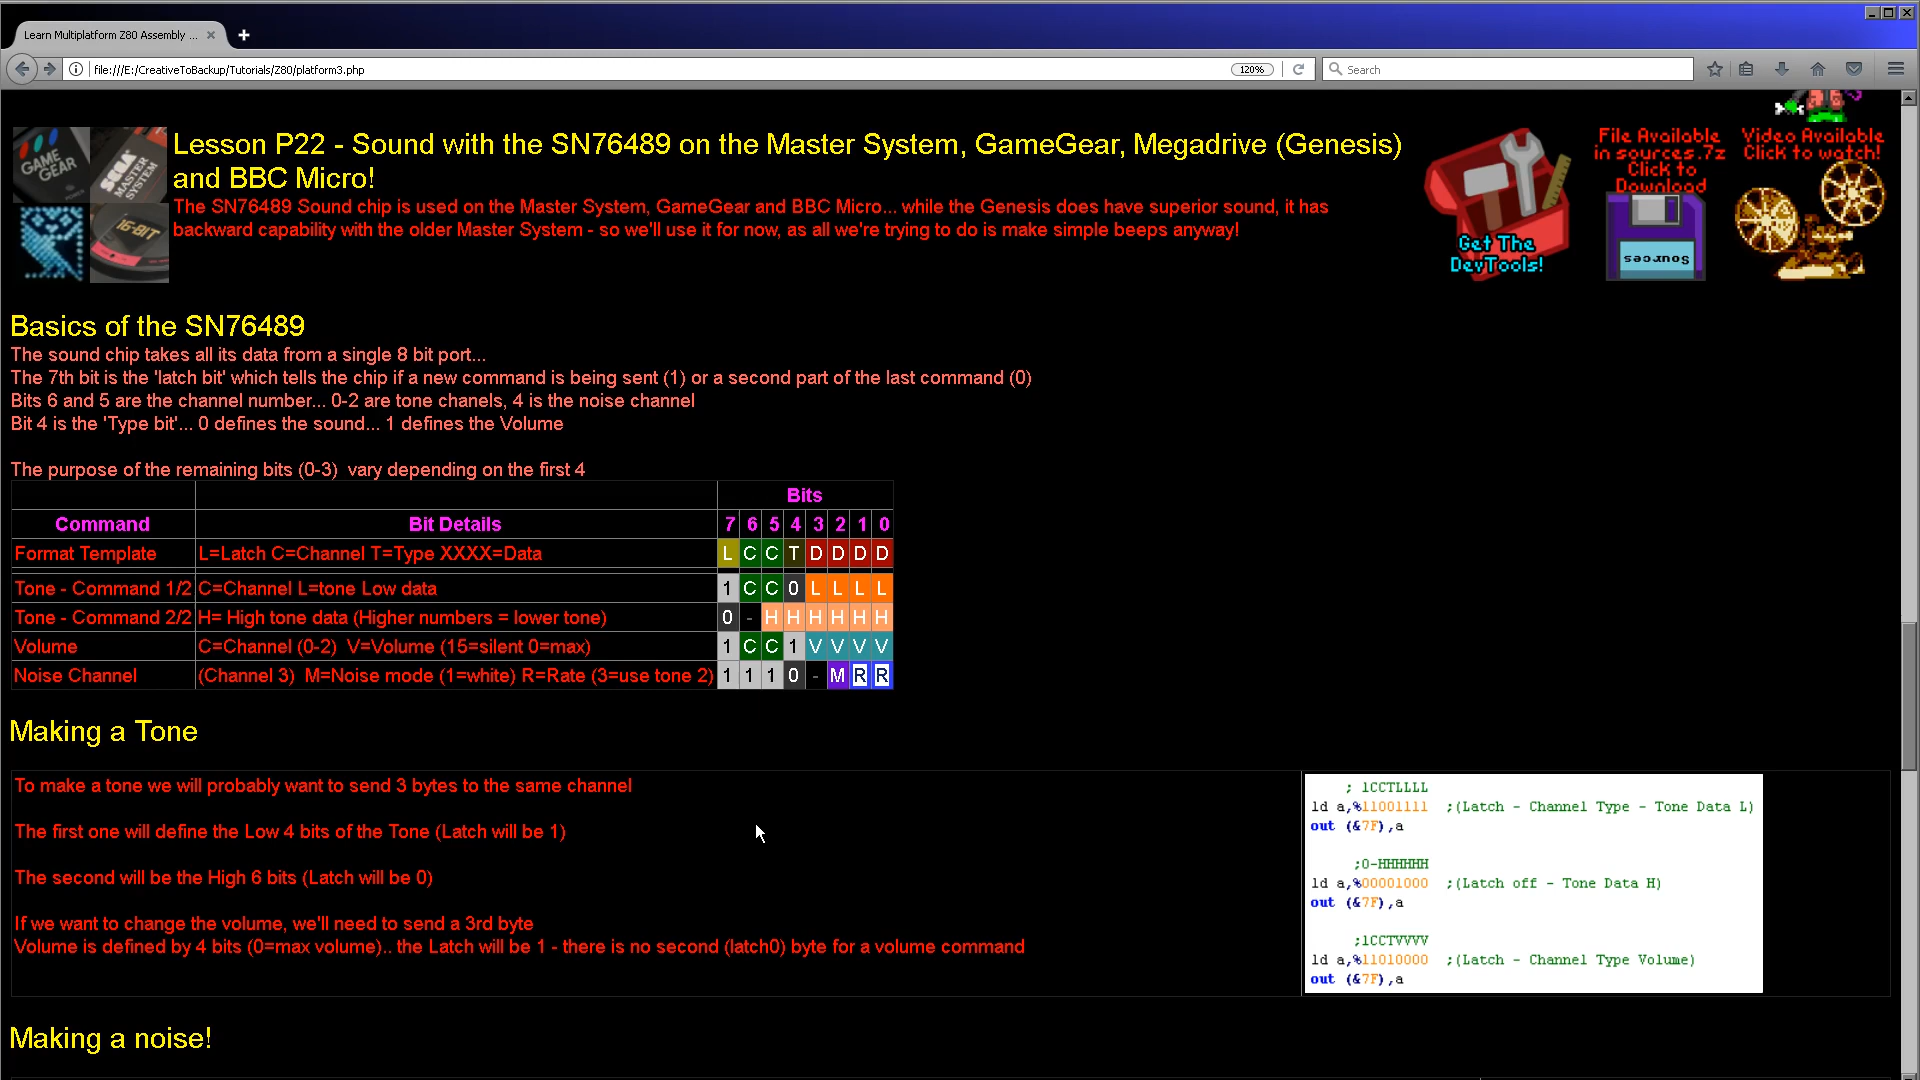 Learn Multiplatform Z80 Assembly ...
file:///E:/CreativeToBackup/Tutorials/Z80/platform3.php
120%
Search
GAME GEAR
SEGA MASTER SYSTEM
16-BIT
Lesson P22 - Sound with the SN76489 on the Master System, GameGear, Megadrive (Genesis)
and BBC Micro!
The SN76489 Sound chip is used on the Master System, GameGear and BBC Micro... while the Genesis does have superior sound, it has
backward capability with the older Master System - so we'll use it for now, as all we're trying to do is make simple beeps anyway!
Get The
DevTools!
File Available
in sources.7z
Click to
Download
Sources
Video Available
Click to watch!
Basics of the SN76489
The sound chip takes all its data from a single 8 bit port...
The 7th bit is the 'latch bit' which tells the chip if a new command is being sent (1) or a second part of the last command (0)
Bits 6 and 5 are the channel number... 0-2 are tone chanels, 4 is the noise channel
Bit 4 is the 'Type bit'... 0 defines the sound... 1 defines the Volume
The purpose of the remaining bits (0-3) vary depending on the first 4
Bits
Command Bit Details 7 6 5 4 3 2 1 0
Format Template L=Latch C=Channel T=Type XXXX=Data L C C T D D D D
Tone - Command 1/2 C=Channel L=tone Low data 1 C C 0 L L L L
Tone - Command 2/2 H= High tone data (Higher numbers = lower tone) 0 - H H H H H H
Volume C=Channel (0-2) V=Volume (15=silent 0=max) 1 C C 1 V V V V
Noise Channel (Channel 3) M=Noise mode (1=white) R=Rate (3=use tone 2) 1 1 1 0 - M R R
Making a Tone
To make a tone we will probably want to send 3 bytes to the same channel
The first one will define the Low 4 bits of the Tone (Latch will be 1)
The second will be the High 6 bits (Latch will be 0)
If we want to change the volume, we'll need to send a 3rd byte
Volume is defined by 4 bits (0=max volume).. the Latch will be 1 - there is no second (latch0) byte for a volume command
; 1CCTLLLL
ld a,%11001111 ;(Latch - Channel Type - Tone Data L)
out (&7F),a
;0-HHHHHH
ld a,%00001000 ;(Latch off - Tone Data H)
out (&7F),a
;1CCTVVVV
ld a,%11010000 ;(Latch - Channel Type Volume)
out (&7F),a
Making a noise!